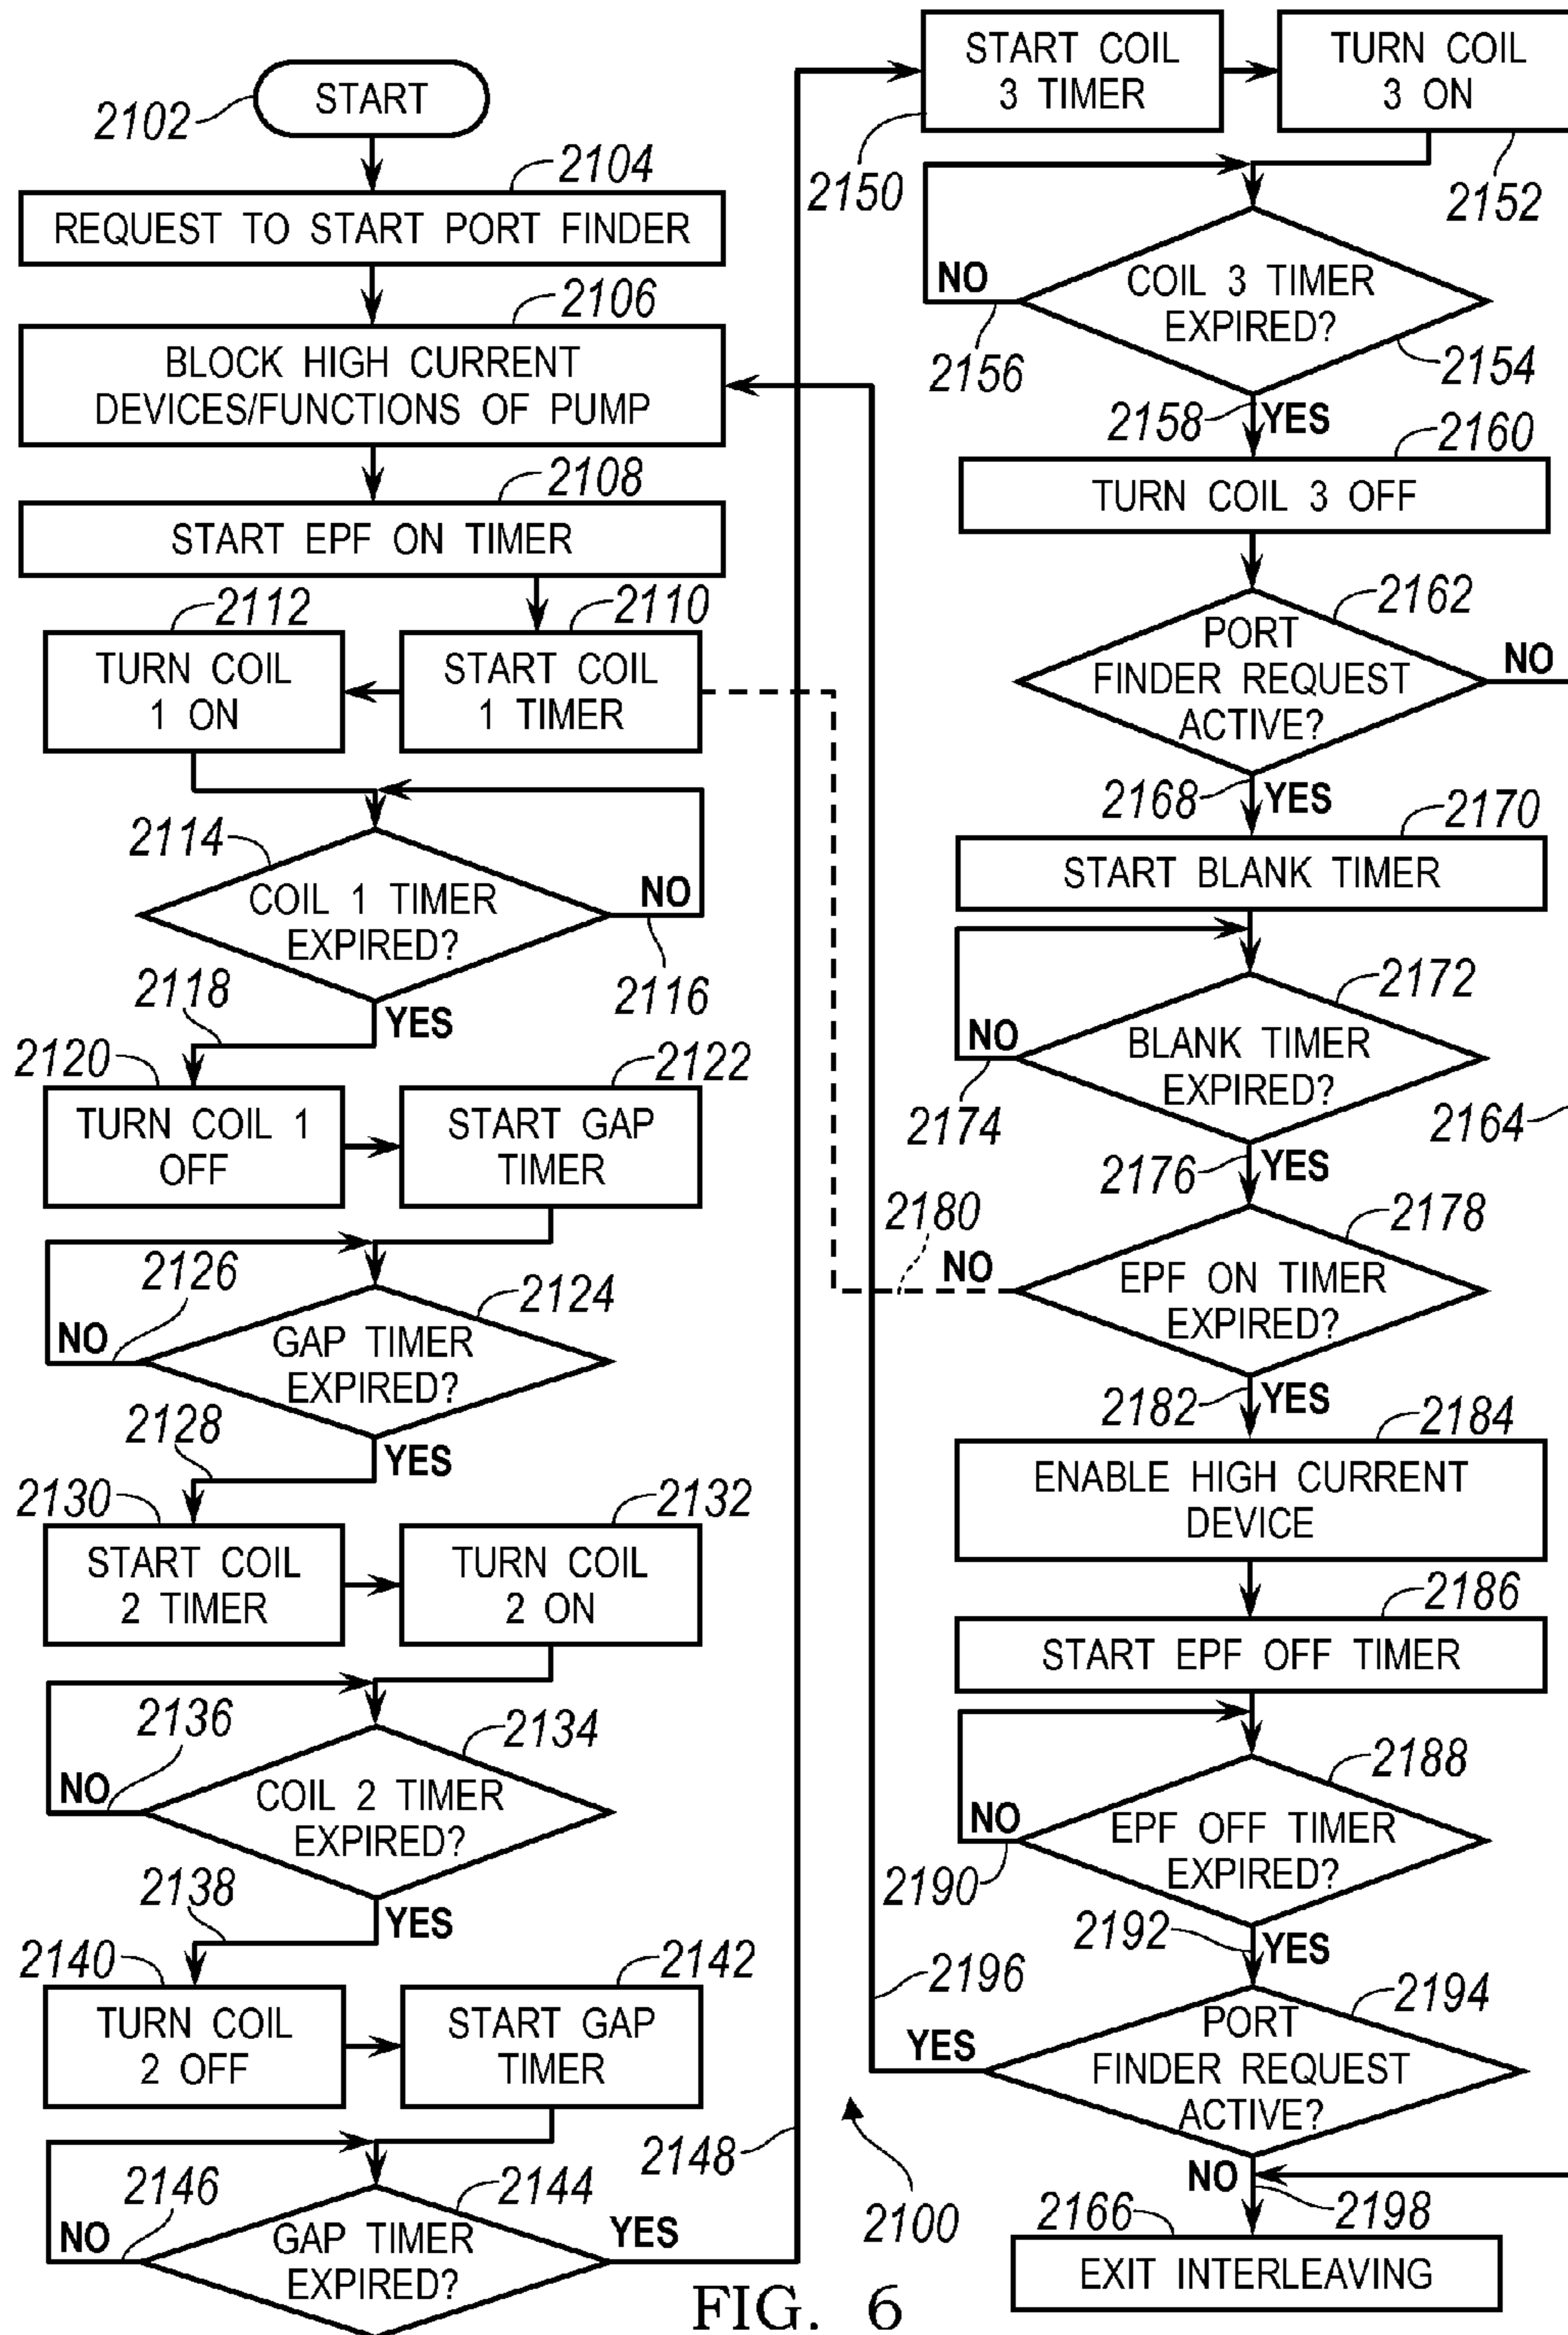 START
2102
2104
REQUEST TO START PORT FINDER
2106
BLOCK HIGH CURRENT
DEVICES/FUNCTIONS OF PUMP
2108
START EPF ON TIMER
2112
2110
TURN COIL
1 ON
START COIL
1 TIMER
2114
COIL 1 TIMER
EXPIRED?
NO
2116
2118
YES
2120
2122
TURN COIL 1
OFF
START GAP
TIMER
2126
2124
NO
GAP TIMER
EXPIRED?
2128
YES
2130
2132
START COIL
2 TIMER
TURN COIL
2 ON
2136
2134
NO
COIL 2 TIMER
EXPIRED?
2138
YES
2140
2142
TURN COIL
2 OFF
START GAP
TIMER
2148
2146
2144
NO
GAP TIMER
EXPIRED?
YES
START COIL
3 TIMER
TURN COIL
3 ON
2150
2152
NO
COIL 3 TIMER
EXPIRED?
2156
2154
2158
YES
2160
TURN COIL 3 OFF
2162
PORT
FINDER REQUEST
ACTIVE?
NO
2168
YES
2170
START BLANK TIMER
2172
NO
BLANK TIMER
EXPIRED?
2174
2164
2176
YES
2180
2178
NO
EPF ON TIMER
EXPIRED?
2182
YES
2184
ENABLE HIGH CURRENT
DEVICE
2186
START EPF OFF TIMER
2188
NO
EPF OFF TIMER
EXPIRED?
2190
2192
YES
2196
2194
YES
PORT
FINDER REQUEST
ACTIVE?
2100
NO
2166
2198
EXIT INTERLEAVING
FIG. 6